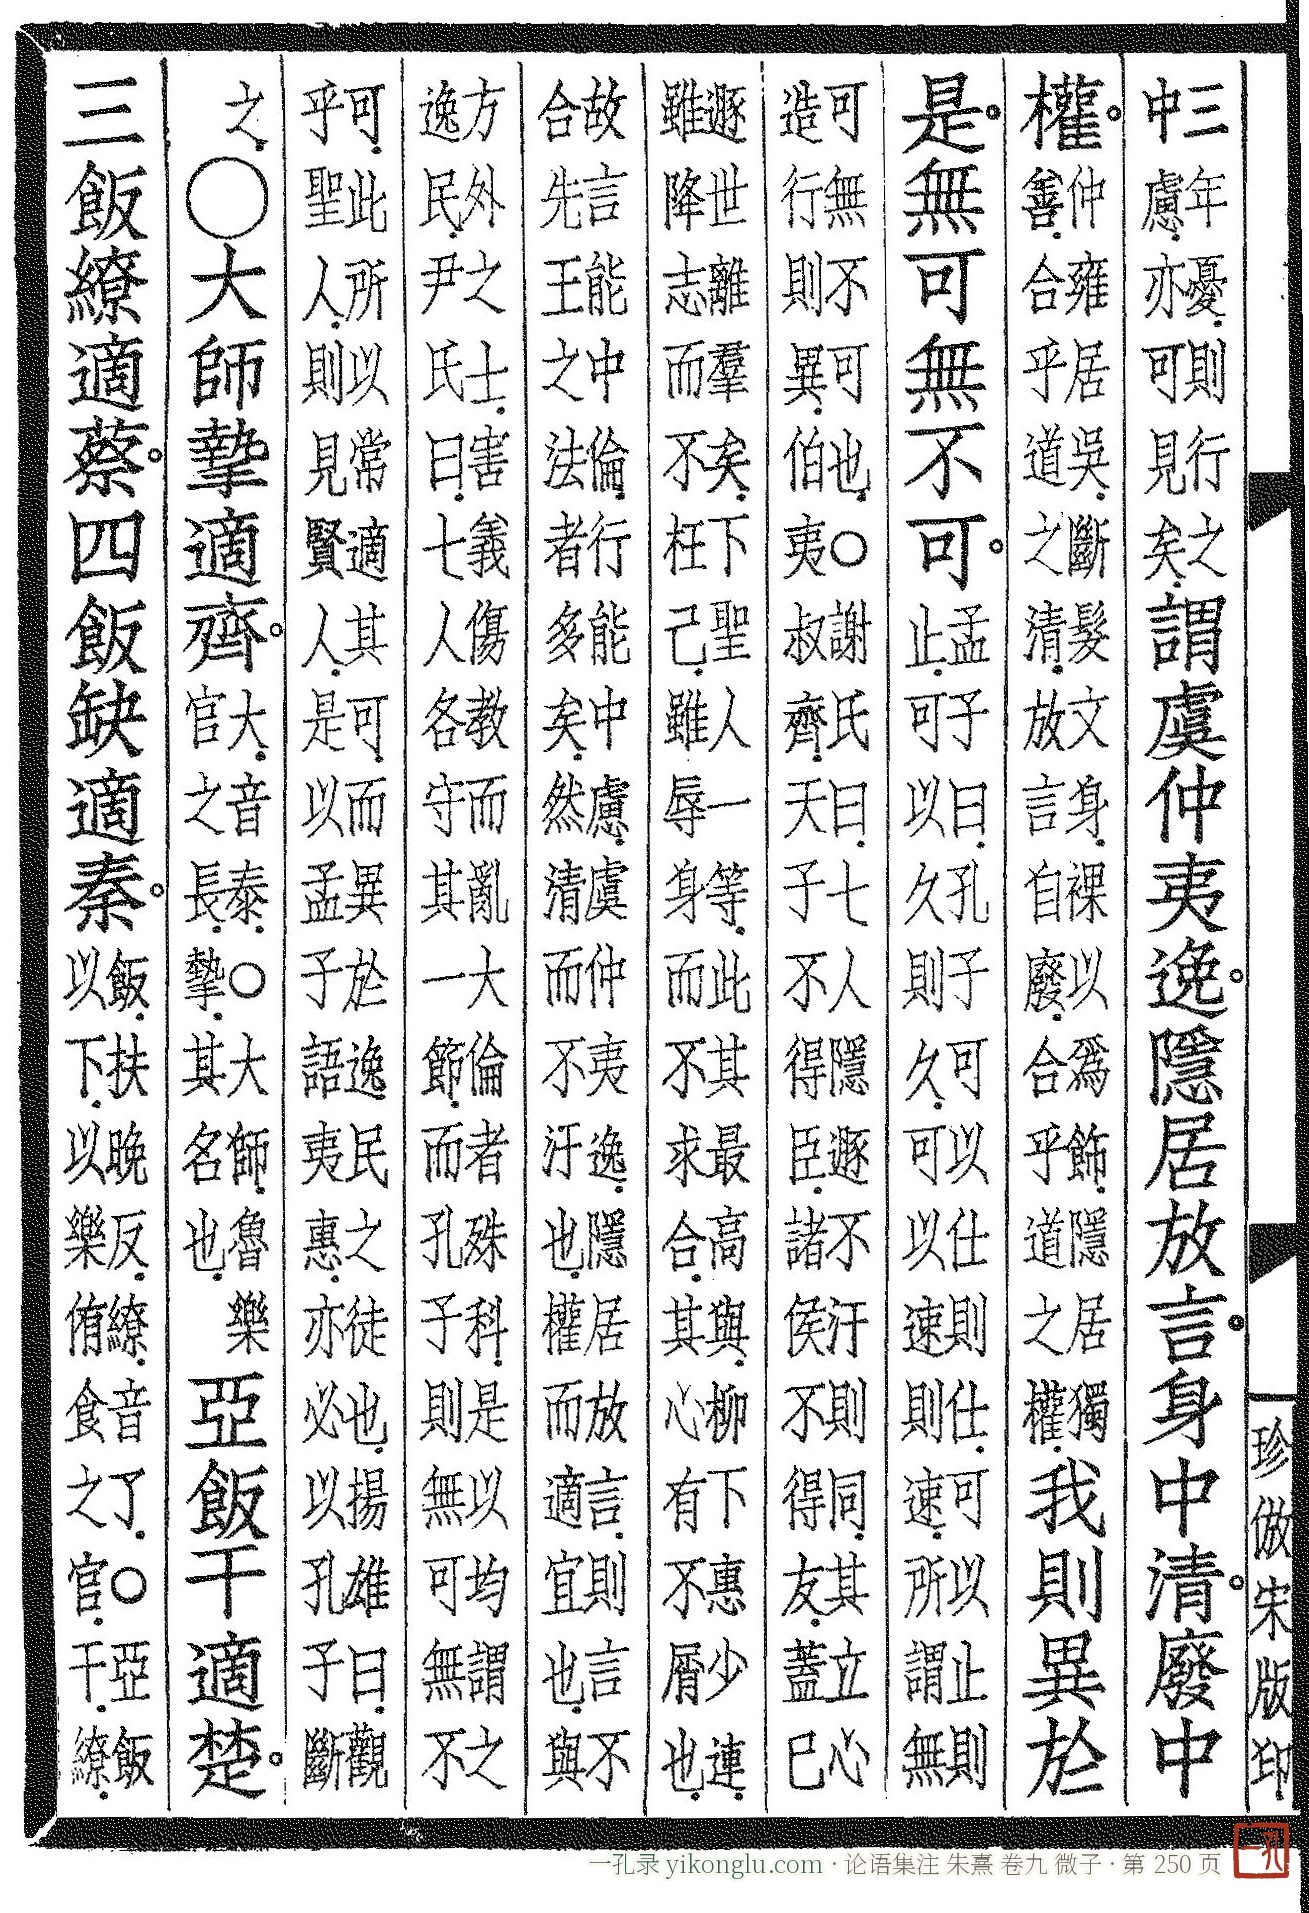 珍倣宋版印
三年憂。則行之中慮。亦可見矣。謂虞仲夷逸。隱居放言。身中清。廢中
權。仲雍居吳。斷髮文身。裸以爲飾。隱居獨善。合乎道之清。放言自廢。合乎道之權。我則異於
是。無可無不可。孟子曰。孔子可以仕則仕。可以止則止。可以久則久。可以速則速。所謂無
可無不可也。○謝氏曰。七人隱遯不汙則同。其立心造行則異。伯夷叔齊。天子不得臣。諸侯不得友。蓋已
遯世離羣矣。下聖人一等。此其最高與。柳下惠少連。雖降志而不枉己。雖辱身而不求合。其心有不屑也。
故言能中倫。行能中慮。虞仲夷逸。隱居放言。則言不合先王之法者多矣。然清而不汙也。權而適宜也。與
方外之士。害義傷教而亂大倫者殊科。是以均謂之逸民。尹氏曰。七人各守其一節。而孔子則無可無不
可。此所以常適其可。而異於逸民之徒也。揚雄曰。觀乎聖人。則見賢人。是以孟子語夷惠。亦必以孔子斷
之。○大師摯適齊。大。音泰。○大師。魯樂官之長。摯。其名也。亞飯干適楚。
三飯繚適蔡。四飯缺適秦。飯。扶晚反。繚。音了。○亞飯以下。以樂侑食之官。干。繚。
一孔录 yikonglu.com · 论语集注 朱熹 卷九 微子 · 第 250 页
一孔